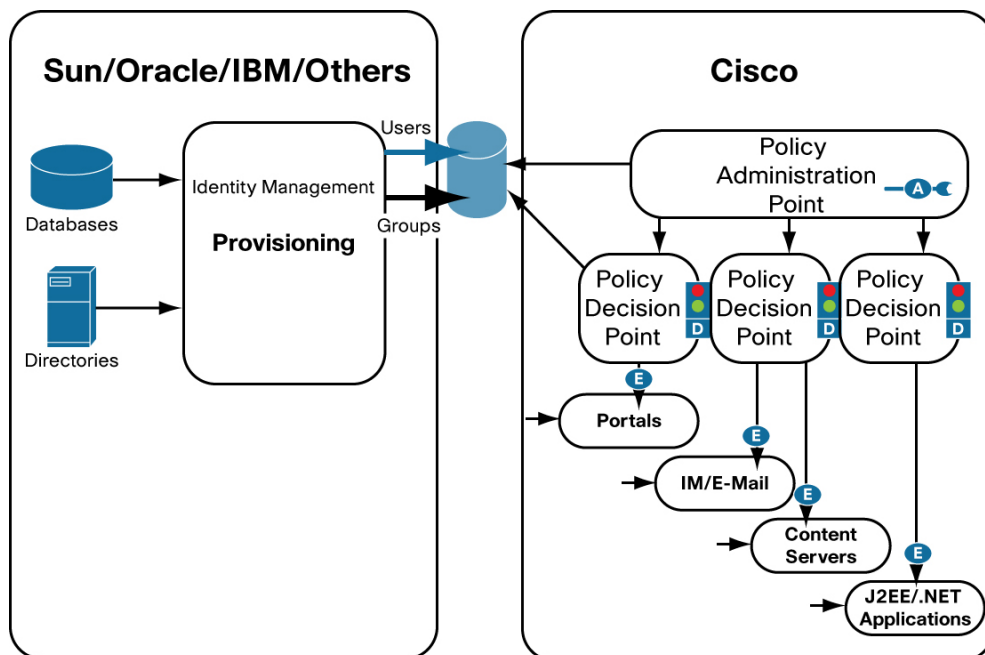 Sun/Oracle/IBM/Others
Databases
Directories
Identity Management
Provisioning
Users
Groups
Cisco
Policy
Administration
Point
A
Policy
Decision
Point
D
Policy
Decision
Point
D
Policy
Decision
Point
D
E
Portals
E
IM/E-Mail
E
Content
Servers
E
J2EE/.NET
Applications